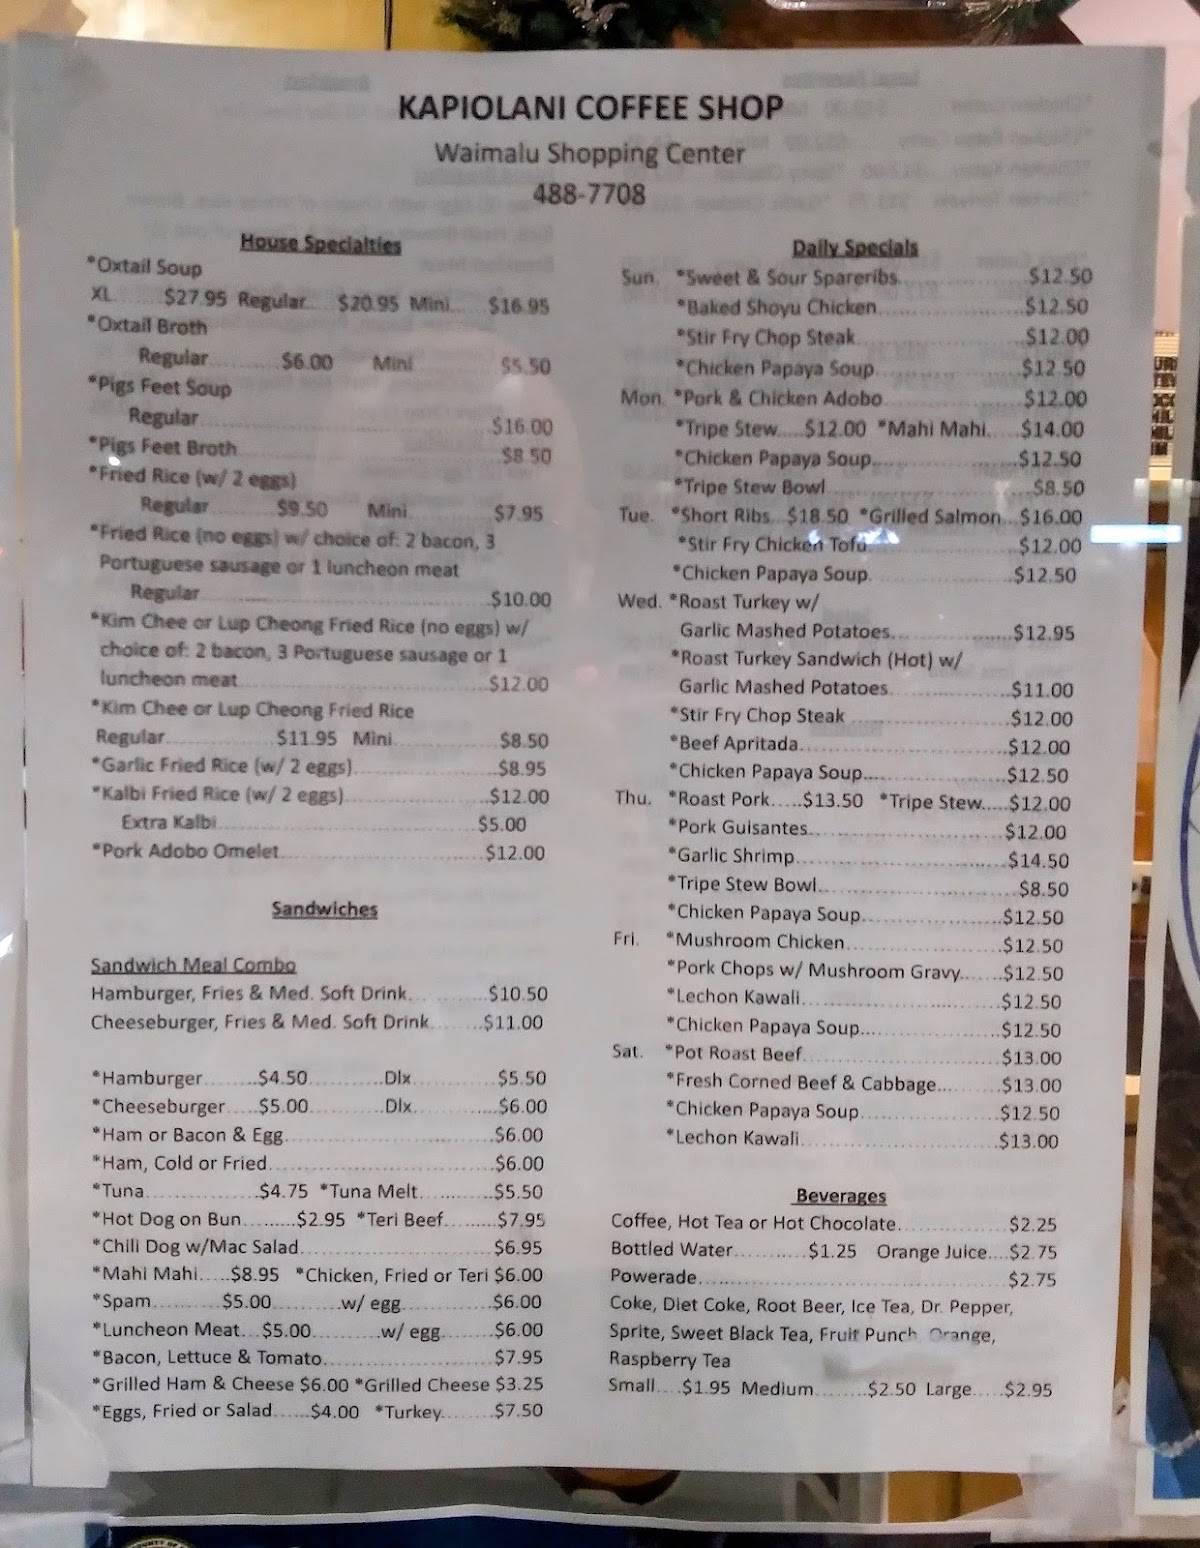 KAPIOLANI COFFEE SHOP
Waimalu Shopping Center
488-7708
House Specialties
*Oxtail Soup
XL.......$27.95 Regular... $20.95 Mini..... $16.95
*Oxtail Broth
Regular..........$6.00 Mini $5.50
*Pigs Feet Soup
Regular..........$16.00
*Pigs Feet Broth $8.50
*Fried Rice (w/ 2 eggs)
Regular..........$9.50 Mini..........$7.95
*Fried Rice (no eggs) w/ choice of: 2 bacon, 3
Portuguese sausage or 1 luncheon meat
Regular..........$10.00
*Kim Chee or Lup Cheong Fried Rice (no eggs) w/
choice of: 2 bacon, 3 Portuguese sausage or 1
luncheon meat..........$12.00
*Kim Chee or Lup Cheong Fried Rice
Regular..........$11.95 Mini..........$8.50
*Garlic Fried Rice (w/ 2 eggs)..........$8.95
*Kalbi Fried Rice (w/ 2 eggs)..........$12.00
Extra Kalbi..........$5.00
*Pork Adobo Omelet..........$12.00
Sandwiches
Sandwich Meal Combo
Hamburger, Fries & Med. Soft Drink..........$10.50
Cheeseburger, Fries & Med. Soft Drink........$11.00
*Hamburger.........$4.50............Dlx..........$5.50
*Cheeseburger.....$5.00............Dlx..........$6.00
*Ham or Bacon & Egg..........$6.00
*Ham, Cold or Fried..........$6.00
*Tuna..........$4.75 *Tuna Melt..........$5.50
*Hot Dog on Bun.........$2.95 *Teri Beef.........$7.95
*Chili Dog w/Mac Salad..........$6.95
*Mahi Mahi.....$8.95 *Chicken, Fried or Teri $6.00
*Spam..........$5.00..........w/ egg..........$6.00
*Luncheon Meat...$5.00..........w/ egg........$6.00
*Bacon, Lettuce & Tomato..........$7.95
*Grilled Ham & Cheese $6.00 *Grilled Cheese $3.25
*Eggs, Fried or Salad......$4.00 *Turkey........$7.50
Daily Specials
Sun. *Sweet & Sour Spareribs..........$12.50
*Baked Shoyu Chicken..........$12.50
*Stir Fry Chop Steak..........$12.00
*Chicken Papaya Soup..........$12.50
Mon. *Pork & Chicken Adobo..........$12.00
*Tripe Stew.....$12.00 *Mahi Mahi.....$14.00
*Chicken Papaya Soup..........$12.50
*Tripe Stew Bowl..........$8.50
Tue. *Short Ribs...$18.50 *Grilled Salmon...$16.00
*Stir Fry Chicken Tofu..........$12.00
*Chicken Papaya Soup..........$12.50
Wed. *Roast Turkey w/
Garlic Mashed Potatoes..........$12.95
*Roast Turkey Sandwich (Hot) w/
Garlic Mashed Potatoes..........$11.00
*Stir Fry Chop Steak..........$12.00
*Beef Apritada..........$12.00
*Chicken Papaya Soup..........$12.50
Thu. *Roast Pork.....$13.50 *Tripe Stew.....$12.00
*Pork Guisantes..........$12.00
*Garlic Shrimp..........$14.50
*Tripe Stew Bowl..........$8.50
*Chicken Papaya Soup..........$12.50
Fri. *Mushroom Chicken..........$12.50
*Pork Chops w/ Mushroom Gravy.......$12.50
*Lechon Kawali..........$12.50
*Chicken Papaya Soup..........$12.50
Sat. *Pot Roast Beef..........$13.00
*Fresh Corned Beef & Cabbage..........$13.00
*Chicken Papaya Soup..........$12.50
*Lechon Kawali..........$13.00
Beverages
Coffee, Hot Tea or Hot Chocolate..........$2.25
Bottled Water...........$1.25 Orange Juice....$2.75
Powerade..........$2.75
Coke, Diet Coke, Root Beer, Ice Tea, Dr. Pepper,
Sprite, Sweet Black Tea, Fruit Punch, Orange,
Raspberry Tea
Small....$1.95 Medium........$2.50 Large.....$2.95